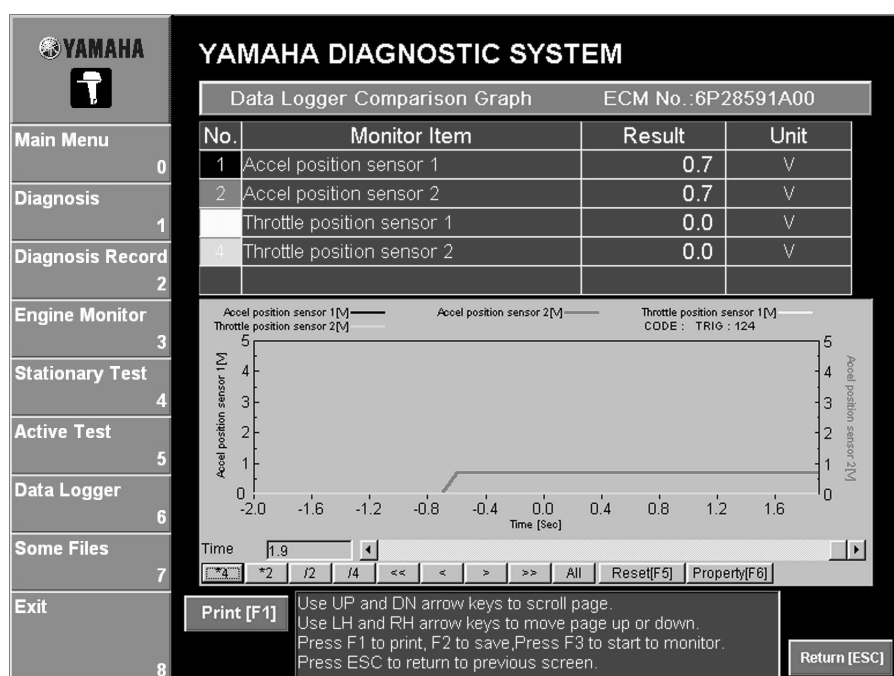 YAMAHA
YAMAHA DIAGNOSTIC SYSTEM
Data Logger Comparison Graph ECM No.:6P28591A00
Main Menu
0
Diagnosis
1
Diagnosis Record
2
Engine Monitor
3
Stationary Test
4
Active Test
5
Data Logger
6
Some Files
7
Exit
8
No. Monitor Item Result Unit
1 Accel position sensor 1 0.7 V
2 Accel position sensor 2 0.7 V
Throttle position sensor 1 0.0 V
4 Throttle position sensor 2 0.0 V
Accel position sensor 1[V] Accel position sensor 2[V] Throttle position sensor 1[V]
Throttle position sensor 2[V] CODE : TRIG : 124
Accel position sensor 1[V]
5
4
3
2
1
0
5
4
3
2
1
0
Accel position sensor 2[V]
-2.0 -1.6 -1.2 -0.8 -0.4 0.0 0.4 0.8 1.2 1.6
Time [Sec]
Time 1.9
*4 *2 /2 /4 << < > >> All Reset[F5] Property[F6]
Print [F1]
Use UP and DN arrow keys to scroll page.
Use LH and RH arrow keys to move page up or down.
Press F1 to print, F2 to save,Press F3 to start to monitor.
Press ESC to return to previous screen.
Return [ESC]